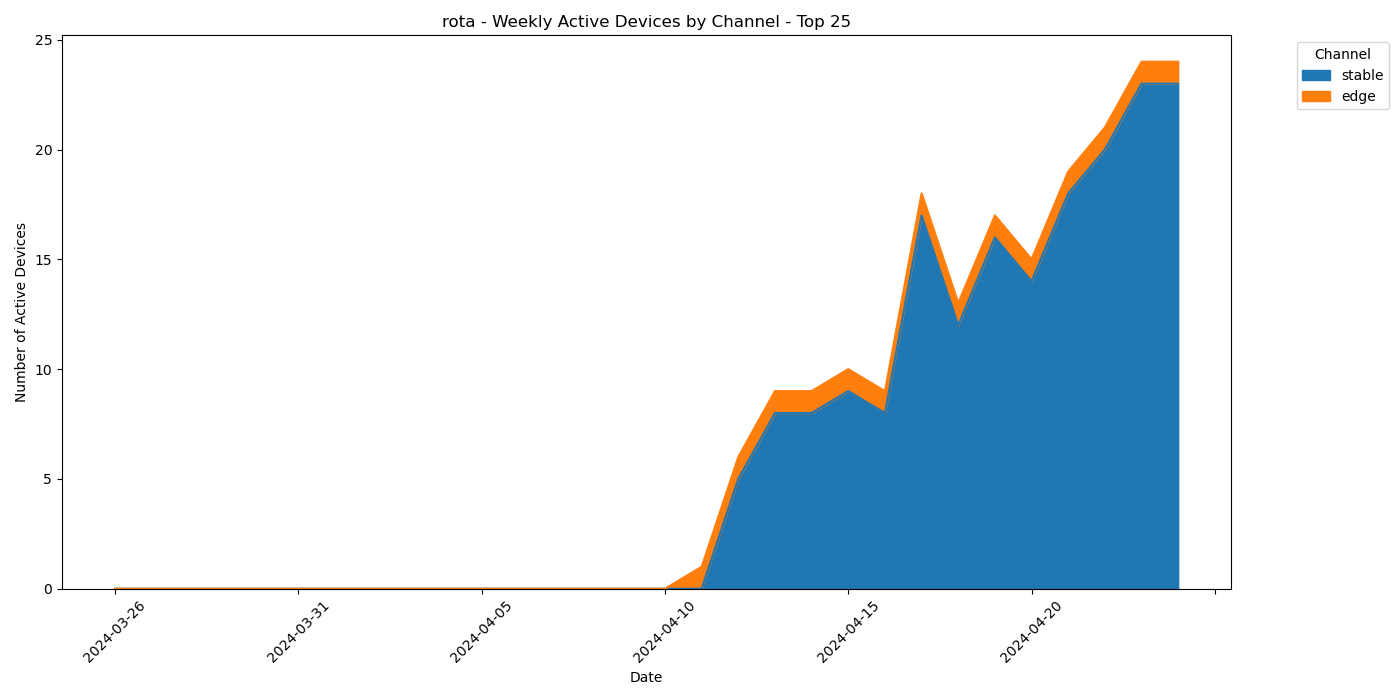 rota - Weekly Active Devices by Channel - Top 25
Channel
stable
edge
Number of Active Devices
25
20
15
10
5
0
2024-03-26
2024-03-31
2024-04-05
2024-04-10
2024-04-15
2024-04-20
Date